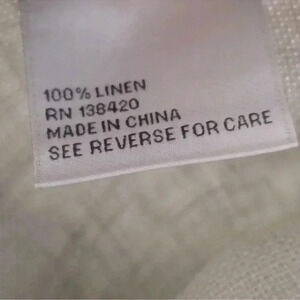 100% LINEN
RN 138420
MADE IN CHINA
SEE REVERSE FOR CARE